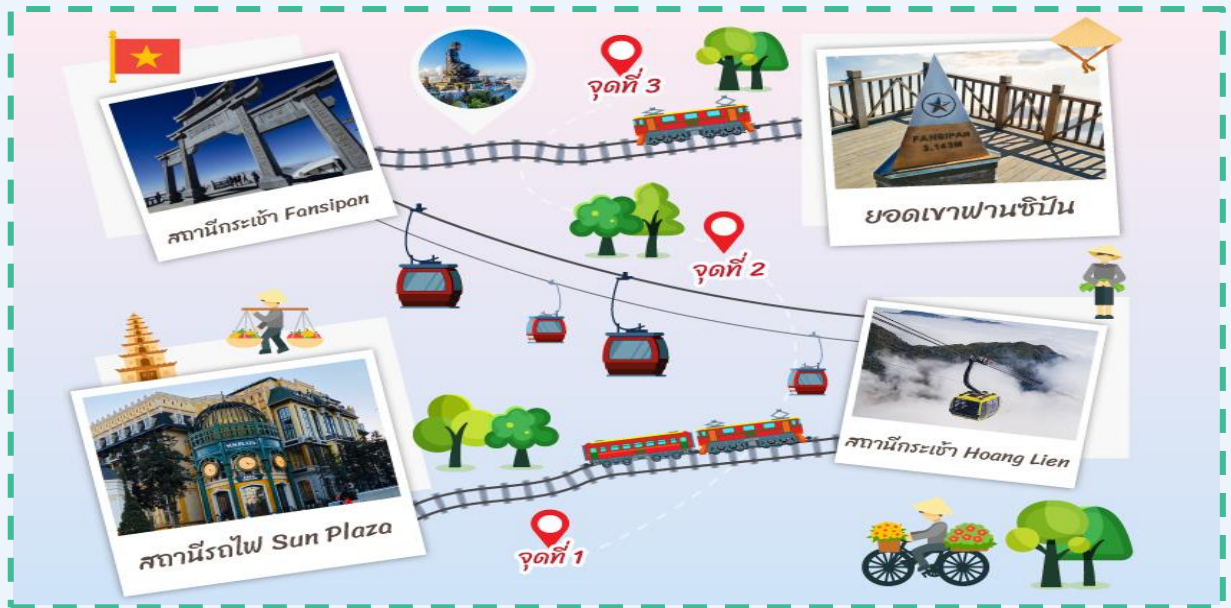 จุดที่ 3
สถานีกระเช้า Fansipan
FANSIPAN
3.143M
ยอดเขาฟานซิปัน
จุดที่ 2
สถานีกระเช้า Hoang Lien
SUN PLAZA
สถานีรถไฟ Sun Plaza
จุดที่ 1